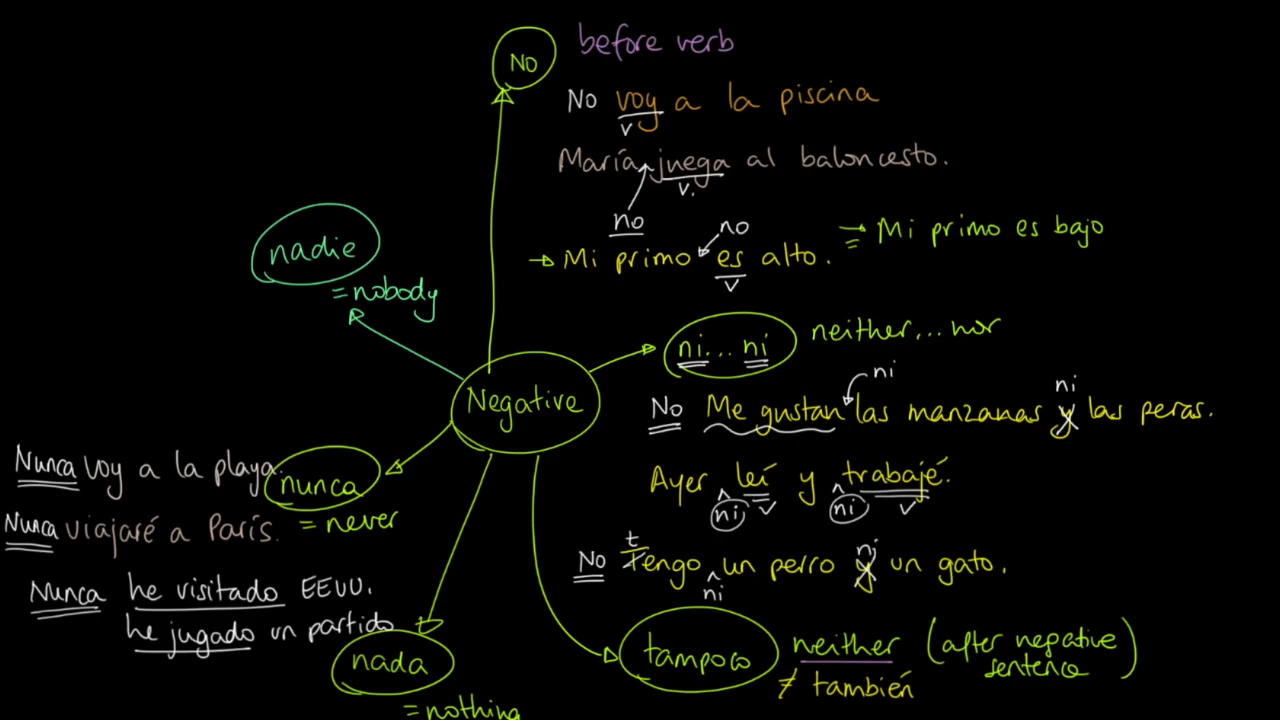 NO before verb
No voy a la piscina
v
María juega al baloncesto.
v.
no
no
→ Mi primo es alto. → Mi primo es bajo
v
nadie
= nobody
ni... ni neither... nor
Negative
ni ni
No Me gustan las manzanas y las peras.
Nunca voy a la playa.
nunca
= never
Ayer leí y trabajé.
ni v ni v
Nunca viajaré a París.
t ni
No Tengo un perro y un gato.
ni
Nunca he visitado EEUU.
he jugado un partido
nada
= nothing
tampoco neither (after negative sentence)
≠ también